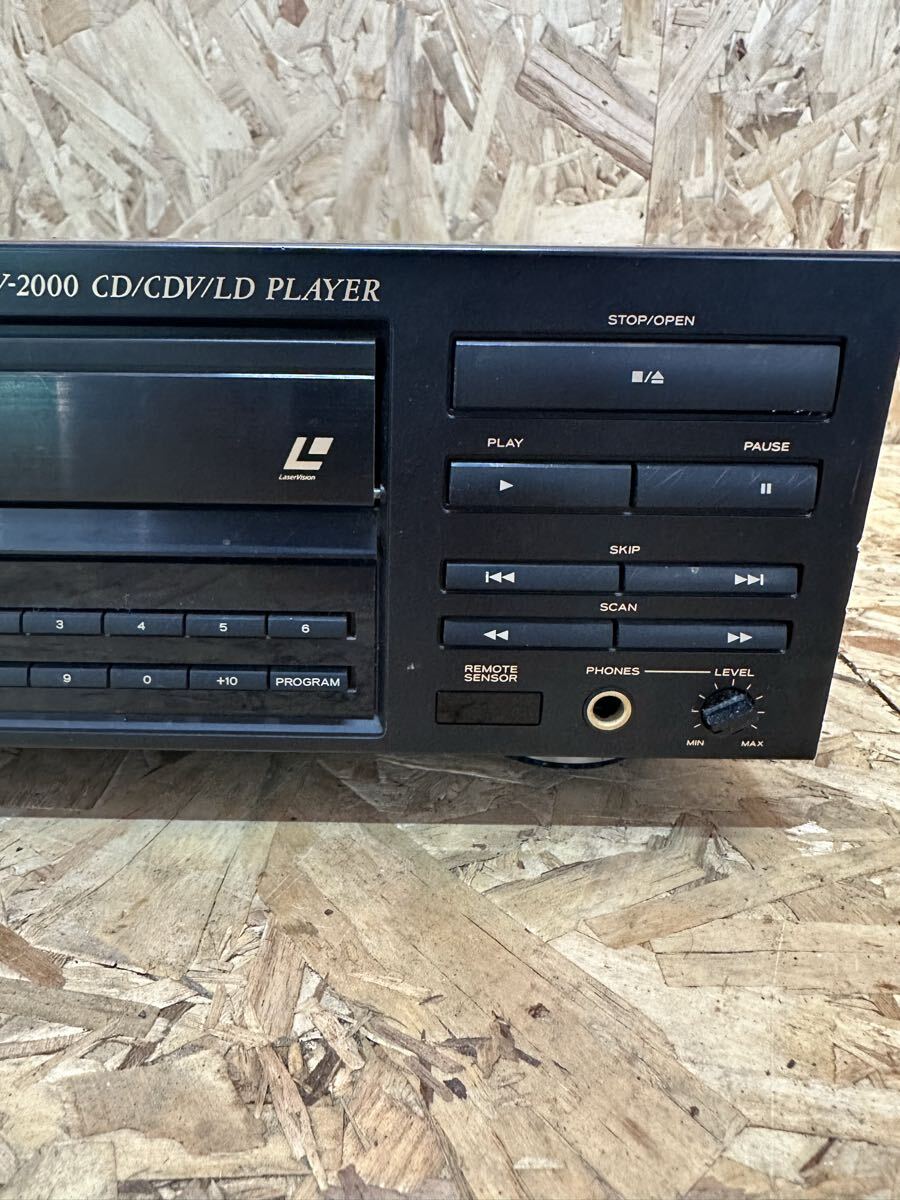 V-2000 CD/CDV/LD PLAYER
STOP/OPEN
PLAY
PAUSE
LaserVision
SKIP
SCAN
3 4 5 6
9 0 +10 PROGRAM
REMOTE
SENSOR
PHONES
LEVEL
MIN
MAX